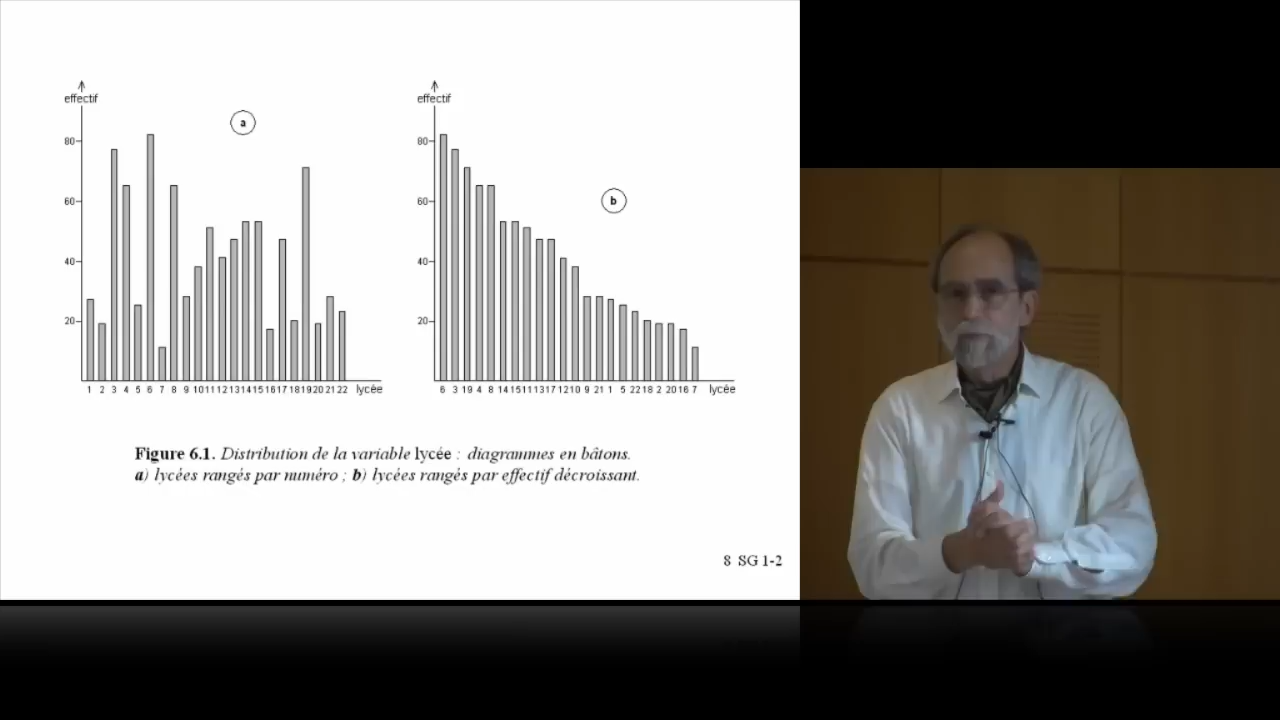 effectif
a
80
60
40
20
1 2 3 4 5 6 7 8 9 10 11 12 13 14 15 16 17 18 19 20 21 22 lycée
effectif
b
80
60
40
20
6 3 19 4 8 14 15 11 13 17 12 10 9 21 1 5 22 18 2 20 16 7 lycée
Figure 6.1. Distribution de la variable lycée : diagrammes en bâtons.
a) lycées rangés par numéro ; b) lycées rangés par effectif décroissant.
8 SG 1-2